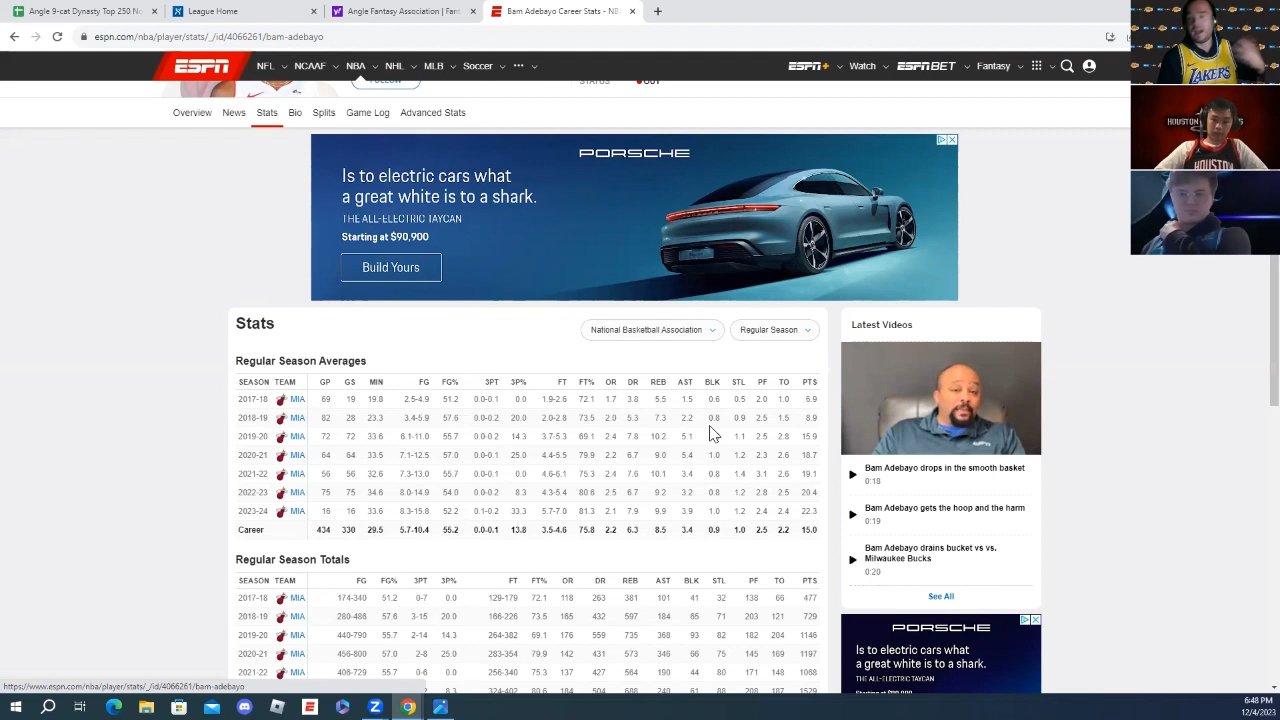 Angle 9-cat Dynasty Top 250 No
League Home
Angle Fantasy Association | Fant
Bam Adebayo Career Stats - NB
espn.com/nba/player/stats/_/id/4066261/bam-adebayo
ESPN NFL NCAAF NBA NHL MLB Soccer ESPN+ Watch ESPN BET Fantasy
LAKERS
Overview News Stats Bio Splits Game Log Advanced Stats
HOUSTON
HOUSTON
PORSCHE
Is to electric cars what
a great white is to a shark.
THE ALL-ELECTRIC TAYCAN
Starting at $90,900
Build Yours
Stats
National Basketball Association
Regular Season
Regular Season Averages
SEASON TEAM GP GS MIN FG FG% 3PT 3P% FT FT% OR DR REB AST BLK STL PF TO PTS
2017-18 MIA 69 19 19.8 2.5-4.9 51.2 0.0-0.1 0.0 1.9-2.6 72.1 1.7 3.8 5.5 1.5 0.6 0.5 2.0 1.0 6.9
2018-19 MIA 82 28 23.3 3.4-5.9 57.6 0.0-0.2 20.0 2.0-2.8 73.5 2.0 5.3 7.3 2.2 0.8 0.9 2.5 1.5 8.9
2019-20 MIA 72 72 33.6 6.1-11.0 55.7 0.0-0.2 14.3 3.7-5.3 69.1 2.4 7.8 10.2 5.1 1.1 2.5 2.8 15.9
2020-21 MIA 64 64 33.5 7.1-12.5 57.0 0.0-0.1 25.0 4.4-5.5 79.9 2.2 6.7 9.0 5.4 1.0 1.2 2.3 2.6 18.7
2021-22 MIA 56 56 32.6 7.3-13.0 55.7 0.0-0.1 0.0 4.6-6.1 75.3 2.4 7.6 10.1 3.4 0.8 1.4 3.1 2.6 19.1
2022-23 MIA 75 75 34.6 8.0-14.9 54.0 0.0-0.2 8.3 4.3-5.4 80.6 2.5 6.7 9.2 3.2 0.8 1.2 2.8 2.5 20.4
2023-24 MIA 16 16 33.6 8.3-15.8 52.2 0.1-0.2 33.3 5.7-7.0 81.3 2.1 7.9 9.9 3.9 1.0 1.2 2.4 2.4 22.3
Career 434 330 29.5 5.7-10.4 55.2 0.0-0.1 13.8 3.5-4.6 75.8 2.2 6.3 8.5 3.4 0.9 1.0 2.5 2.2 15.0
Regular Season Totals
SEASON TEAM FG FG% 3PT 3P% FT FT% OR DR REB AST BLK STL PF TO PTS
2017-18 MIA 174-340 51.2 0-7 0.0 129-179 72.1 118 263 381 101 41 32 138 66 477
2018-19 MIA 280-486 57.6 3-15 20.0 166-226 73.5 165 432 597 184 65 71 203 121 729
2019-20 MIA 440-790 55.7 2-14 14.3 264-382 69.1 176 559 735 368 93 82 182 204 1146
2020-21 MIA 456-800 57.0 2-8 25.0 283-354 79.9 142 431 573 346 66 75 145 169 1197
2021-22 MIA 406-729 55.7 0-6 0.0 256-340 75.3 137 427 564 190 44 80 171 148 1068
8.3 324-402 80.6 184 504 688 240 61 88 208 187 1529
Latest Videos
Bam Adebayo drops in the smooth basket
0:18
Bam Adebayo gets the hoop and the harm
0:19
Bam Adebayo drains bucket vs vs.
Milwaukee Bucks
0:20
See All
PORSCHE
Is to electric cars what
a great white is to a shark.
THE ALL-ELECTRIC TAYCAN
https://www.espn.com/nba/player/stats/_/id/4066261/bam-adebayo
6:48 PM
12/4/2023